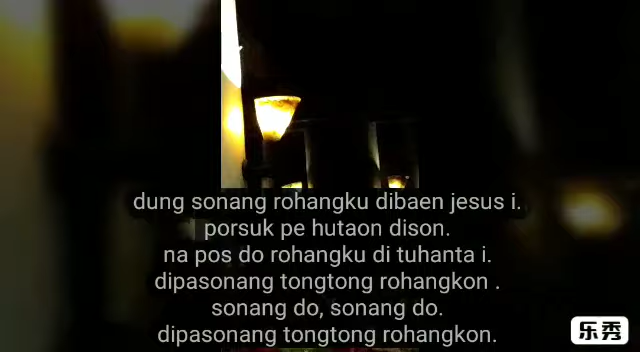 dung sonang rohangku dibaen jesus i.
porsuk pe hutaon dison.
na pos do rohangku di tuhanta i.
dipasonang tongtong rohangkon .
sonang do, sonang do.
dipasonang tongtong rohangkon.
乐秀